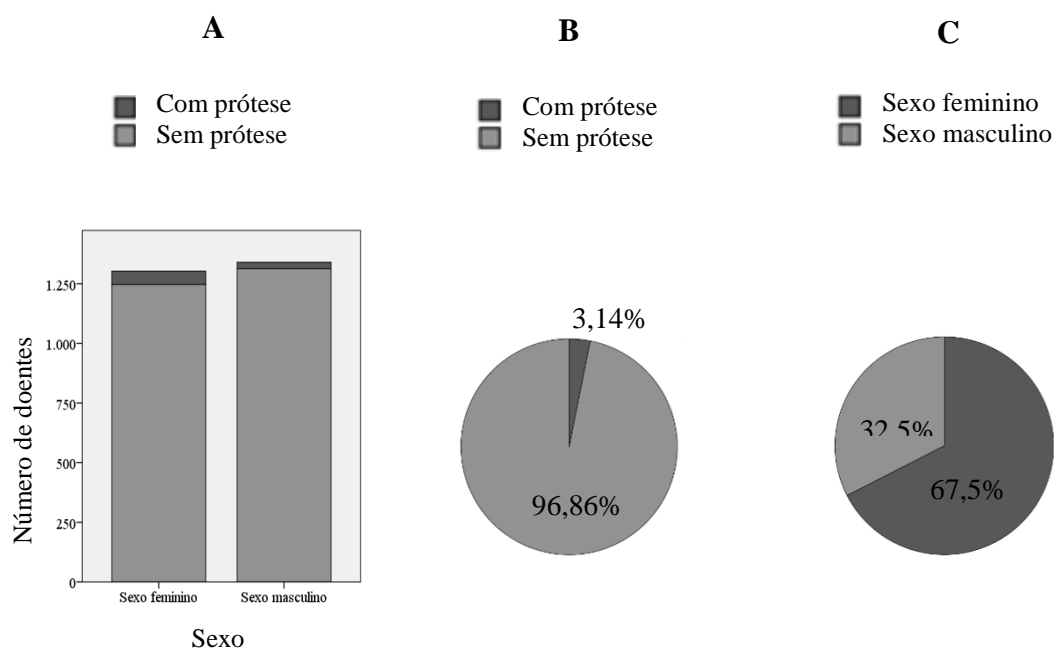 A
Com prótese
Sem prótese
Número de doentes
1.250
1.000
750
500
250
0
Sexo feminino
Sexo masculino
Sexo
B
Com prótese
Sem prótese
3,14%
96,86%
C
Sexo feminino
Sexo masculino
32,5%
67,5%